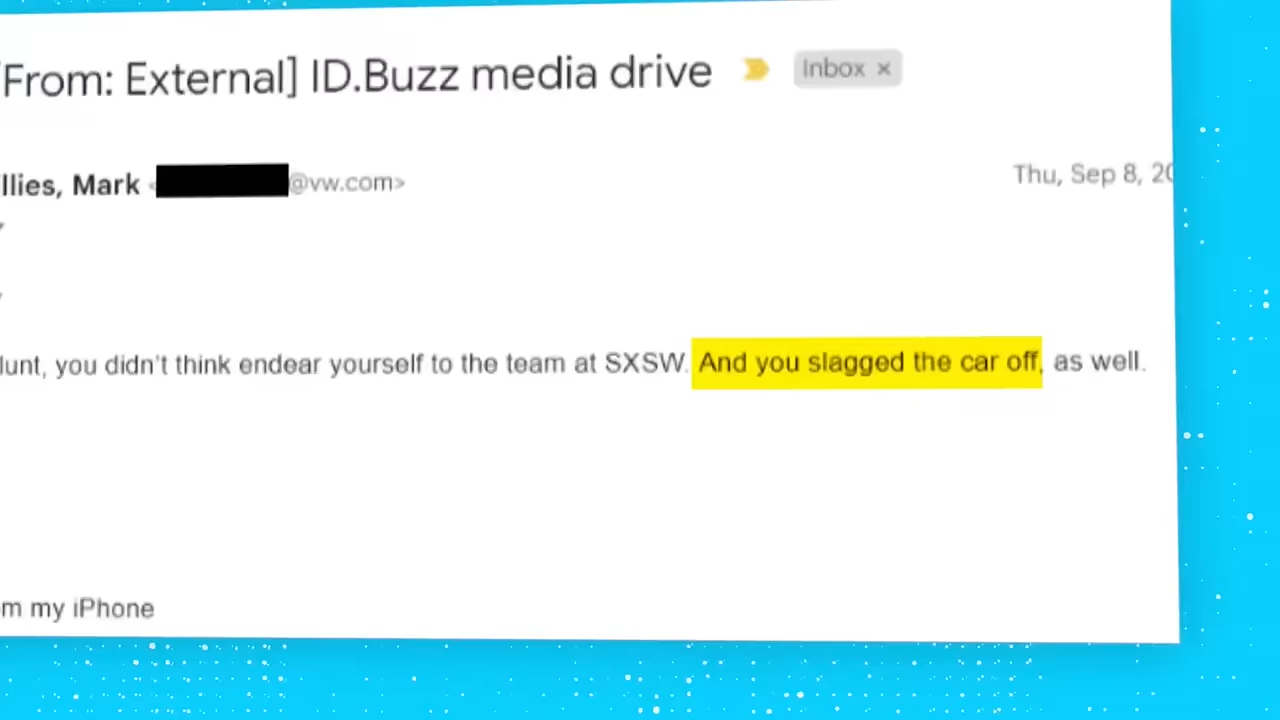 From: External] ID.Buzz media drive Inbox ×
llies, Mark @vw.com> Thu, Sep 8, 20
lunt, you didn't think endear yourself to the team at SXSW. And you slagged the car off, as well.
m my iPhone